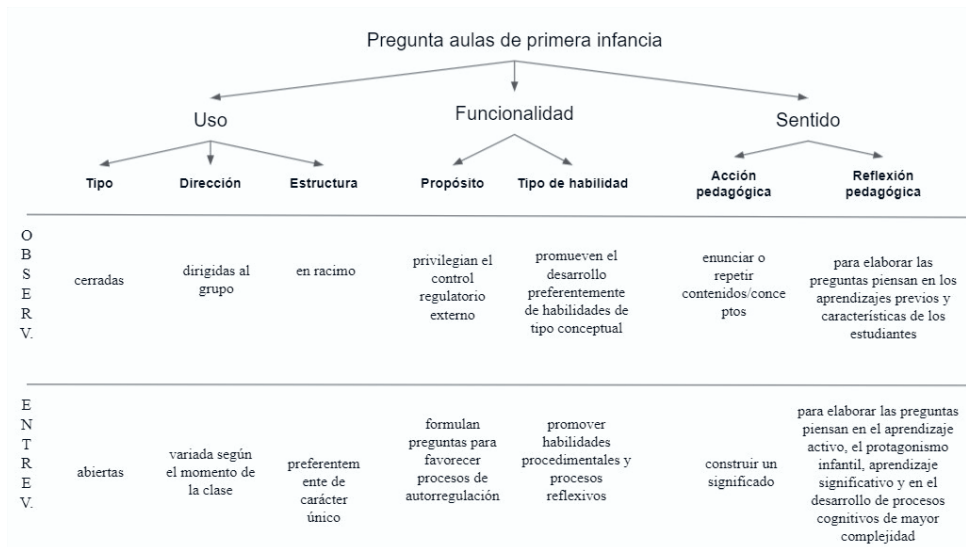 Pregunta aulas de primera infancia
Uso
Funcionalidad
Sentido
Tipo
Dirección
Estructura
Propósito
Tipo de habilidad
Acción
pedagógica
Reflexión
pedagógica
O
B
S
E
R
V.
cerradas
dirigidas al
grupo
en racimo
privilegian el
control
regulatorio
externo
promueven el
desarrollo
preferentemente
de habilidades de
tipo conceptual
enunciar o
repetir
contenidos/conce
ptos
para elaborar las
preguntas piensan en los
aprendizajes previos y
características de los
estudiantes
E
N
T
R
E
V.
abiertas
variada según
el momento de
la clase
preferentem
ente de
carácter
único
formulan
preguntas para
favorecer
procesos de
autorregulación
promover
habilidades
procedimentales y
procesos
reflexivos
construir un
significado
para elaborar las preguntas
piensan en el aprendizaje
activo, el protagonismo
infantil, aprendizaje
significativo y en el
desarrollo de procesos
cognitivos de mayor
complejidad